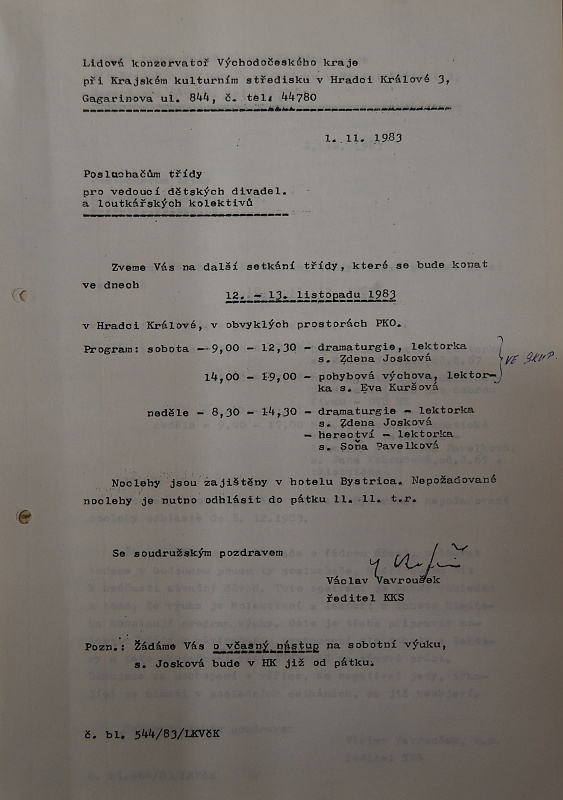 Lidová konzervatoř Východočeského kraje
při Krajském kulturním středisku v Hradci Králové 3,
Gagarinova ul. 844, č. tel. 44780
1. 11. 1983
Posluchačům třídy
pro vedoucí dětských divadel.
a loutkářských kolektivů
Zveme Vás na další setkání třídy, které se bude konat
ve dnech
12. - 13. listopadu 1983
v Hradci Králové, v obvyklých prostorách PKO.
Program: sobota - 9,00 - 12,30 - dramaturgie, lektorka
s. Zdena Josková
14,00 - 19,00 - pohybová výchova, lektor-
ka s. Eva Kuršová
VE SKUP.
neděle - 8,30 - 14,30 - dramaturgie - lektorka
s. Zdena Josková
- herectví - lektorka
s. Soňa Pavelková
Noclehy jsou zajištěny v hotelu Bystrica. Nepožadované
noclehy je nutno odhlásit do pátku 11. 11. t.r.
Se soudružským pozdravem
Václav Vavroušek
ředitel KKS
Pozn.: Žádáme Vás o včasný nástup na sobotní výuku,
s. Josková bude v HK již od pátku.
č. bl. 544/83/LKVčK